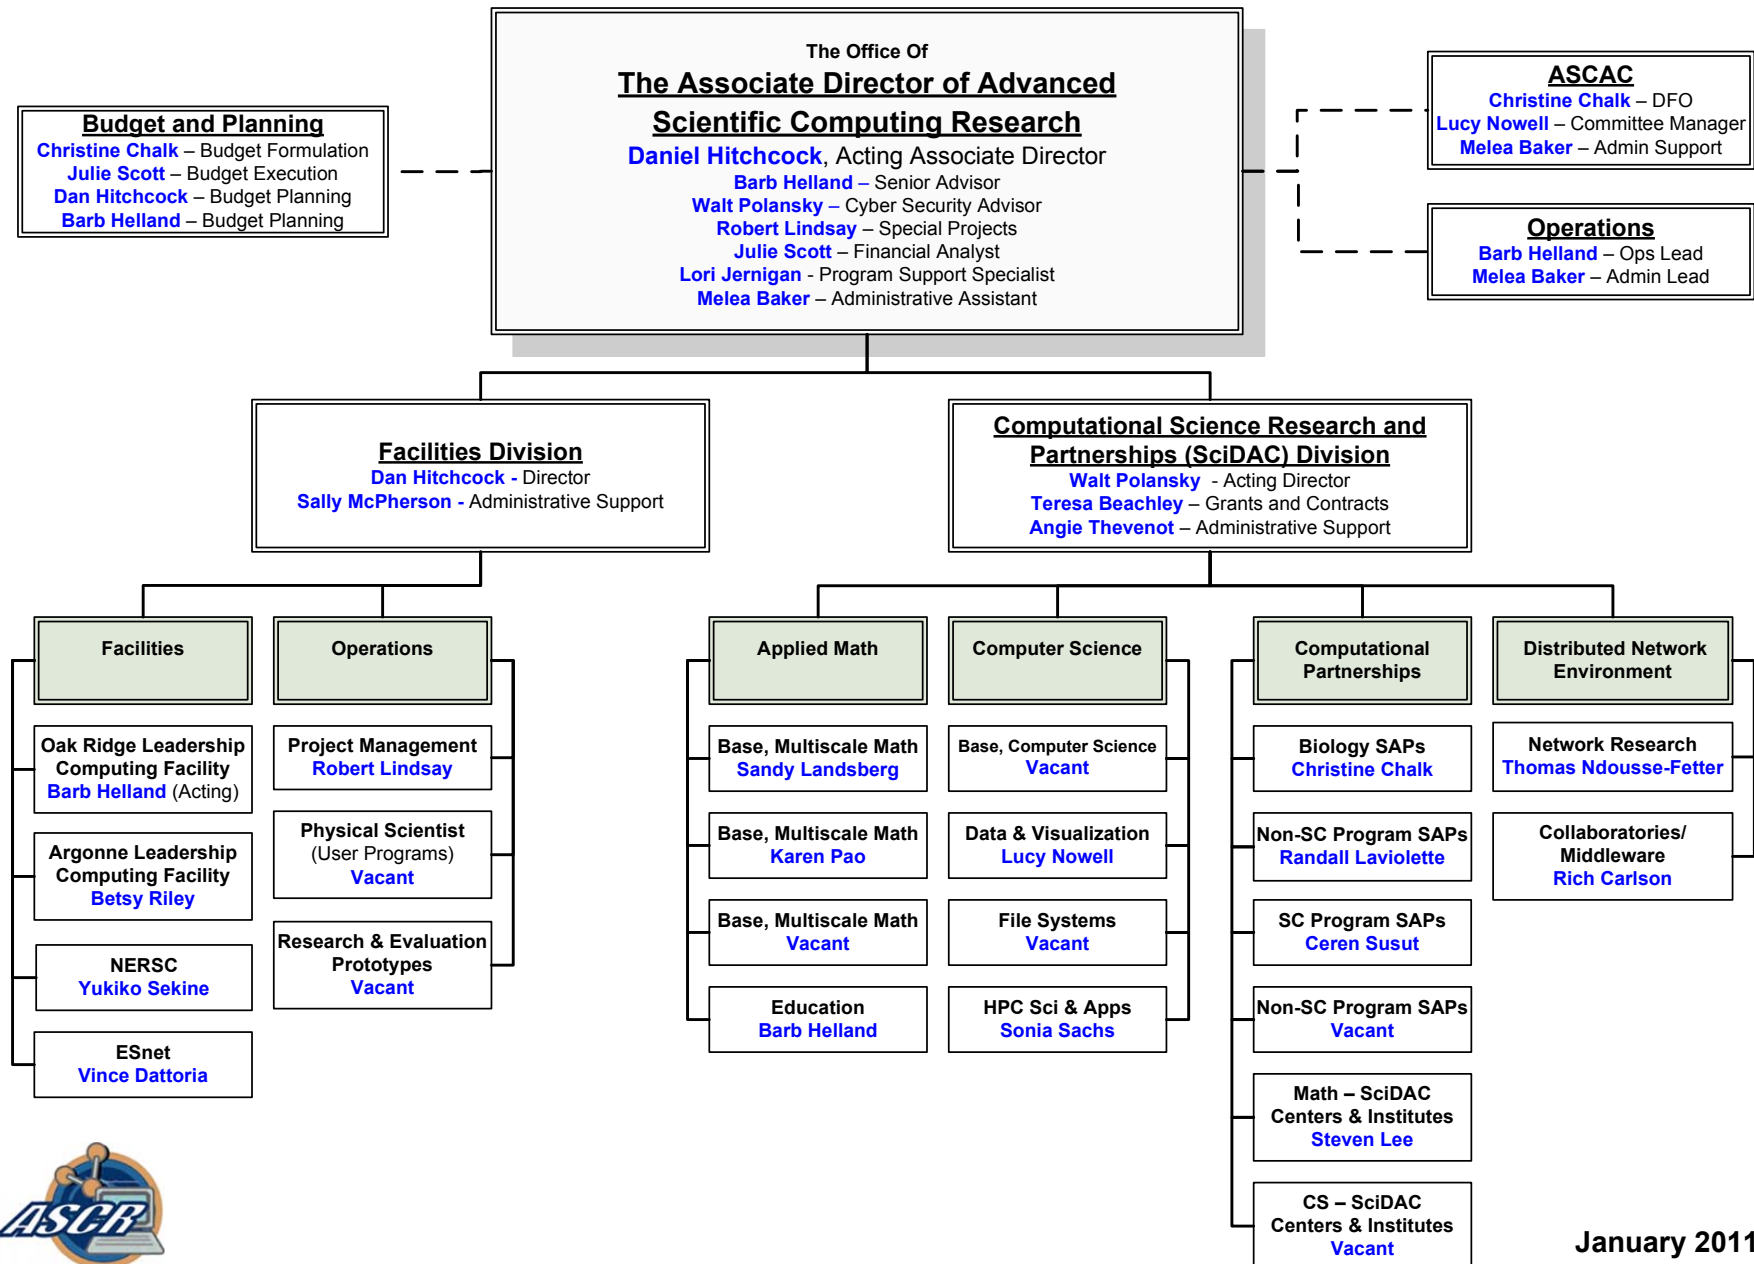 The Office Of
The Associate Director of Advanced
Scientific Computing Research
Daniel Hitchcock, Acting Associate Director
Barb Helland – Senior Advisor
Walt Polansky – Cyber Security Advisor
Robert Lindsay – Special Projects
Julie Scott – Financial Analyst
Lori Jernigan - Program Support Specialist
Melea Baker – Administrative Assistant
Budget and Planning
Christine Chalk – Budget Formulation
Julie Scott – Budget Execution
Dan Hitchcock – Budget Planning
Barb Helland – Budget Planning
ASCAC
Christine Chalk – DFO
Lucy Nowell – Committee Manager
Melea Baker – Admin Support
Operations
Barb Helland – Ops Lead
Melea Baker – Admin Lead
Facilities Division
Dan Hitchcock - Director
Sally McPherson - Administrative Support
Computational Science Research and
Partnerships (SciDAC) Division
Walt Polansky - Acting Director
Teresa Beachley – Grants and Contracts
Angie Thevenot – Administrative Support
Facilities
Oak Ridge Leadership
Computing Facility
Barb Helland (Acting)
Argonne Leadership
Computing Facility
Betsy Riley
NERSC
Yukiko Sekine
ESnet
Vince Dattoria
Operations
Project Management
Robert Lindsay
Physical Scientist
(User Programs)
Vacant
Research & Evaluation
Prototypes
Vacant
Applied Math
Base, Multiscale Math
Sandy Landsberg
Base, Multiscale Math
Karen Pao
Base, Multiscale Math
Vacant
Education
Barb Helland
Computer Science
Base, Computer Science
Vacant
Data & Visualization
Lucy Nowell
File Systems
Vacant
HPC Sci & Apps
Sonia Sachs
Computational
Partnerships
Biology SAPs
Christine Chalk
Non-SC Program SAPs
Randall Laviolette
SC Program SAPs
Ceren Susut
Non-SC Program SAPs
Vacant
Math – SciDAC
Centers & Institutes
Steven Lee
CS – SciDAC
Centers & Institutes
Vacant
Distributed Network
Environment
Network Research
Thomas Ndousse-Fetter
Collaboratories/
Middleware
Rich Carlson
ASCR
January 2011